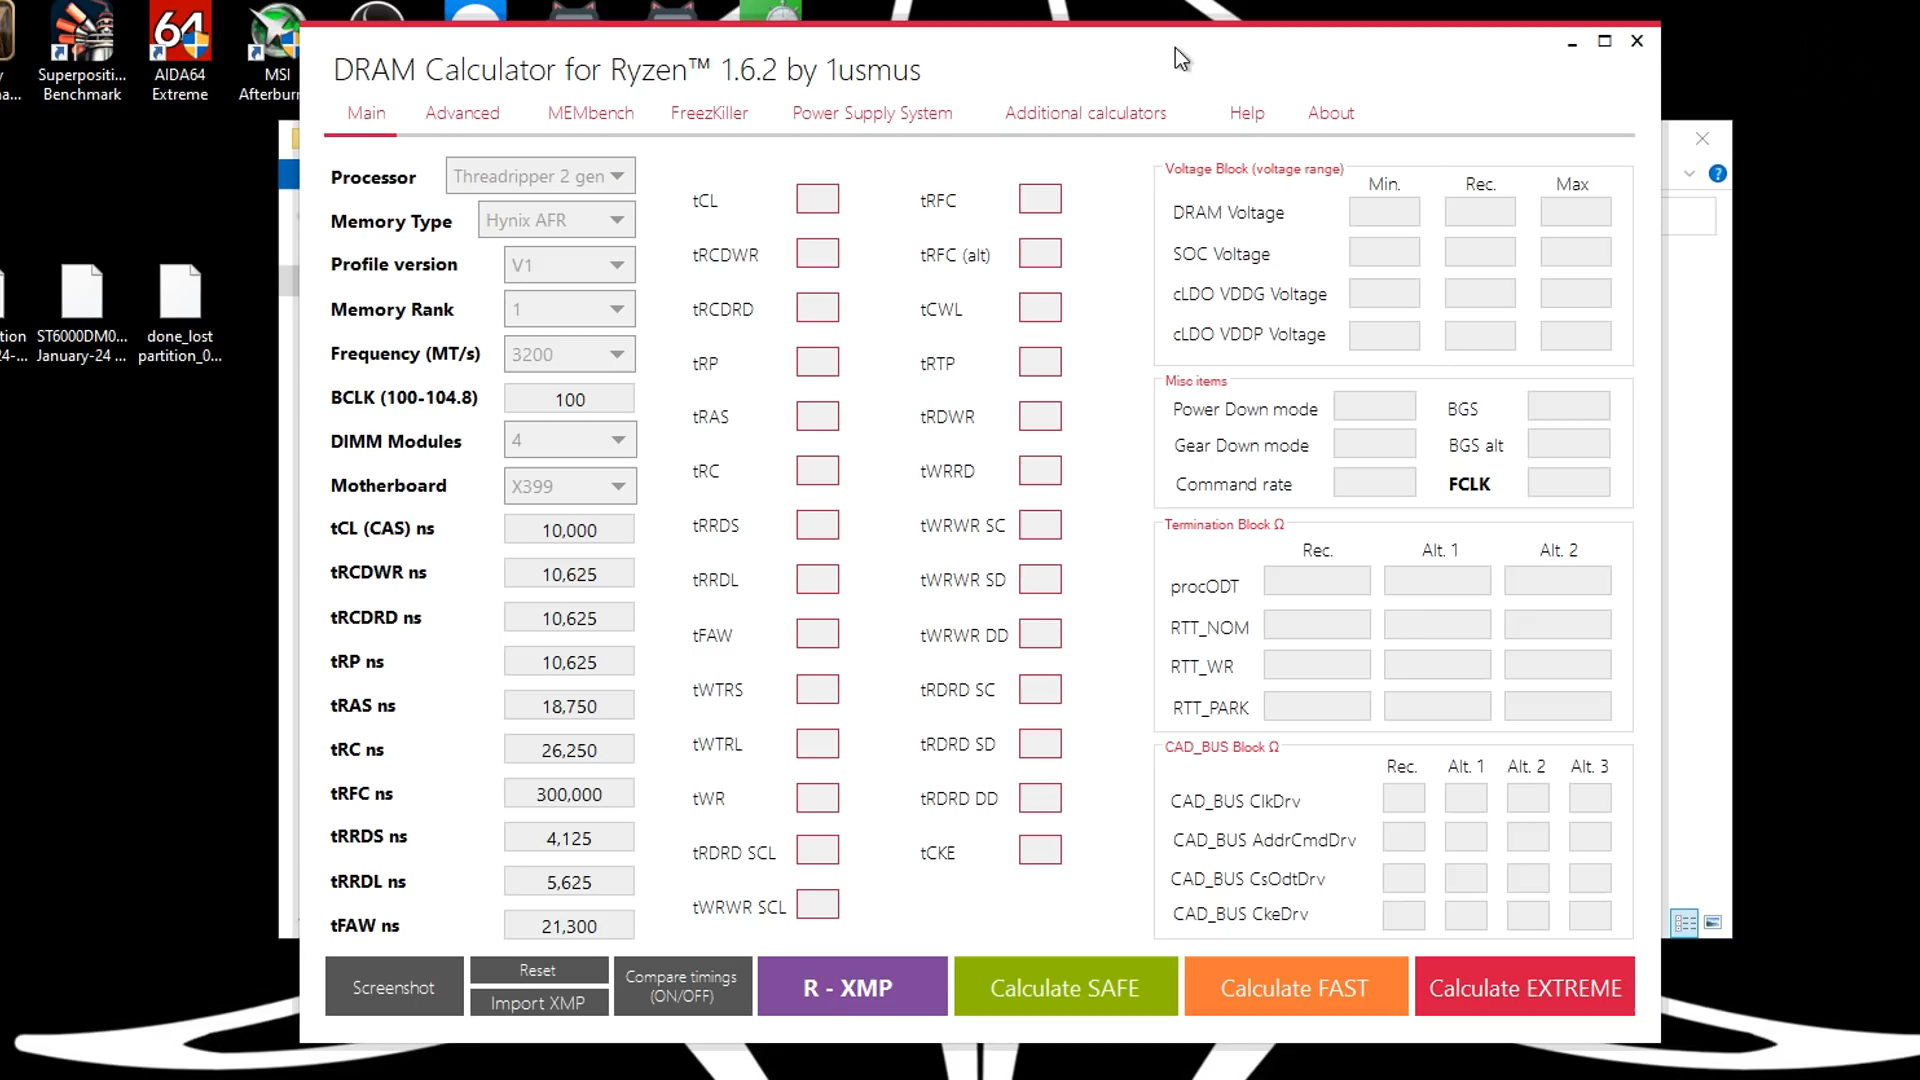 Superpositi...
Benchmark
64
AIDA64
Extreme
MSI
Afterburn
ST6000DM0...
January-24 ...
done_lost
partition_0...
DRAM Calculator for Ryzen™ 1.6.2 by 1usmus
Main Advanced MEMbench FreezKiller Power Supply System Additional calculators Help About
Processor Threadripper 2 gen
Memory Type Hynix AFR
Profile version V1
Memory Rank 1
Frequency (MT/s) 3200
BCLK (100-104.8) 100
DIMM Modules 4
Motherboard X399
tCL (CAS) ns 10,000
tRCDWR ns 10,625
tRCDRD ns 10,625
tRP ns 10,625
tRAS ns 18,750
tRC ns 26,250
tRFC ns 300,000
tRRDS ns 4,125
tRRDL ns 5,625
tFAW ns 21,300
tCL
tRCDWR
tRCDRD
tRP
tRAS
tRC
tRRDS
tRRDL
tFAW
tWTRS
tWTRL
tWR
tRDRD SCL
tWRWR SCL
tRFC
tRFC (alt)
tCWL
tRTP
tRDWR
tWRRD
tWRWR SC
tWRWR SD
tWRWR DD
tRDRD SC
tRDRD SD
tRDRD DD
tCKE
Voltage Block (voltage range)
Min. Rec. Max
DRAM Voltage
SOC Voltage
cLDO VDDG Voltage
cLDO VDDP Voltage
Misc items
Power Down mode BGS
Gear Down mode BGS alt
Command rate FCLK
Termination Block Ω
Rec. Alt. 1 Alt. 2
procODT
RTT_NOM
RTT_WR
RTT_PARK
CAD_BUS Block Ω
Rec. Alt. 1 Alt. 2 Alt. 3
CAD_BUS ClkDrv
CAD_BUS AddrCmdDrv
CAD_BUS CsOdtDrv
CAD_BUS CkeDrv
Screenshot
Reset
Import XMP
Compare timings
(ON/OFF)
R - XMP
Calculate SAFE
Calculate FAST
Calculate EXTREME